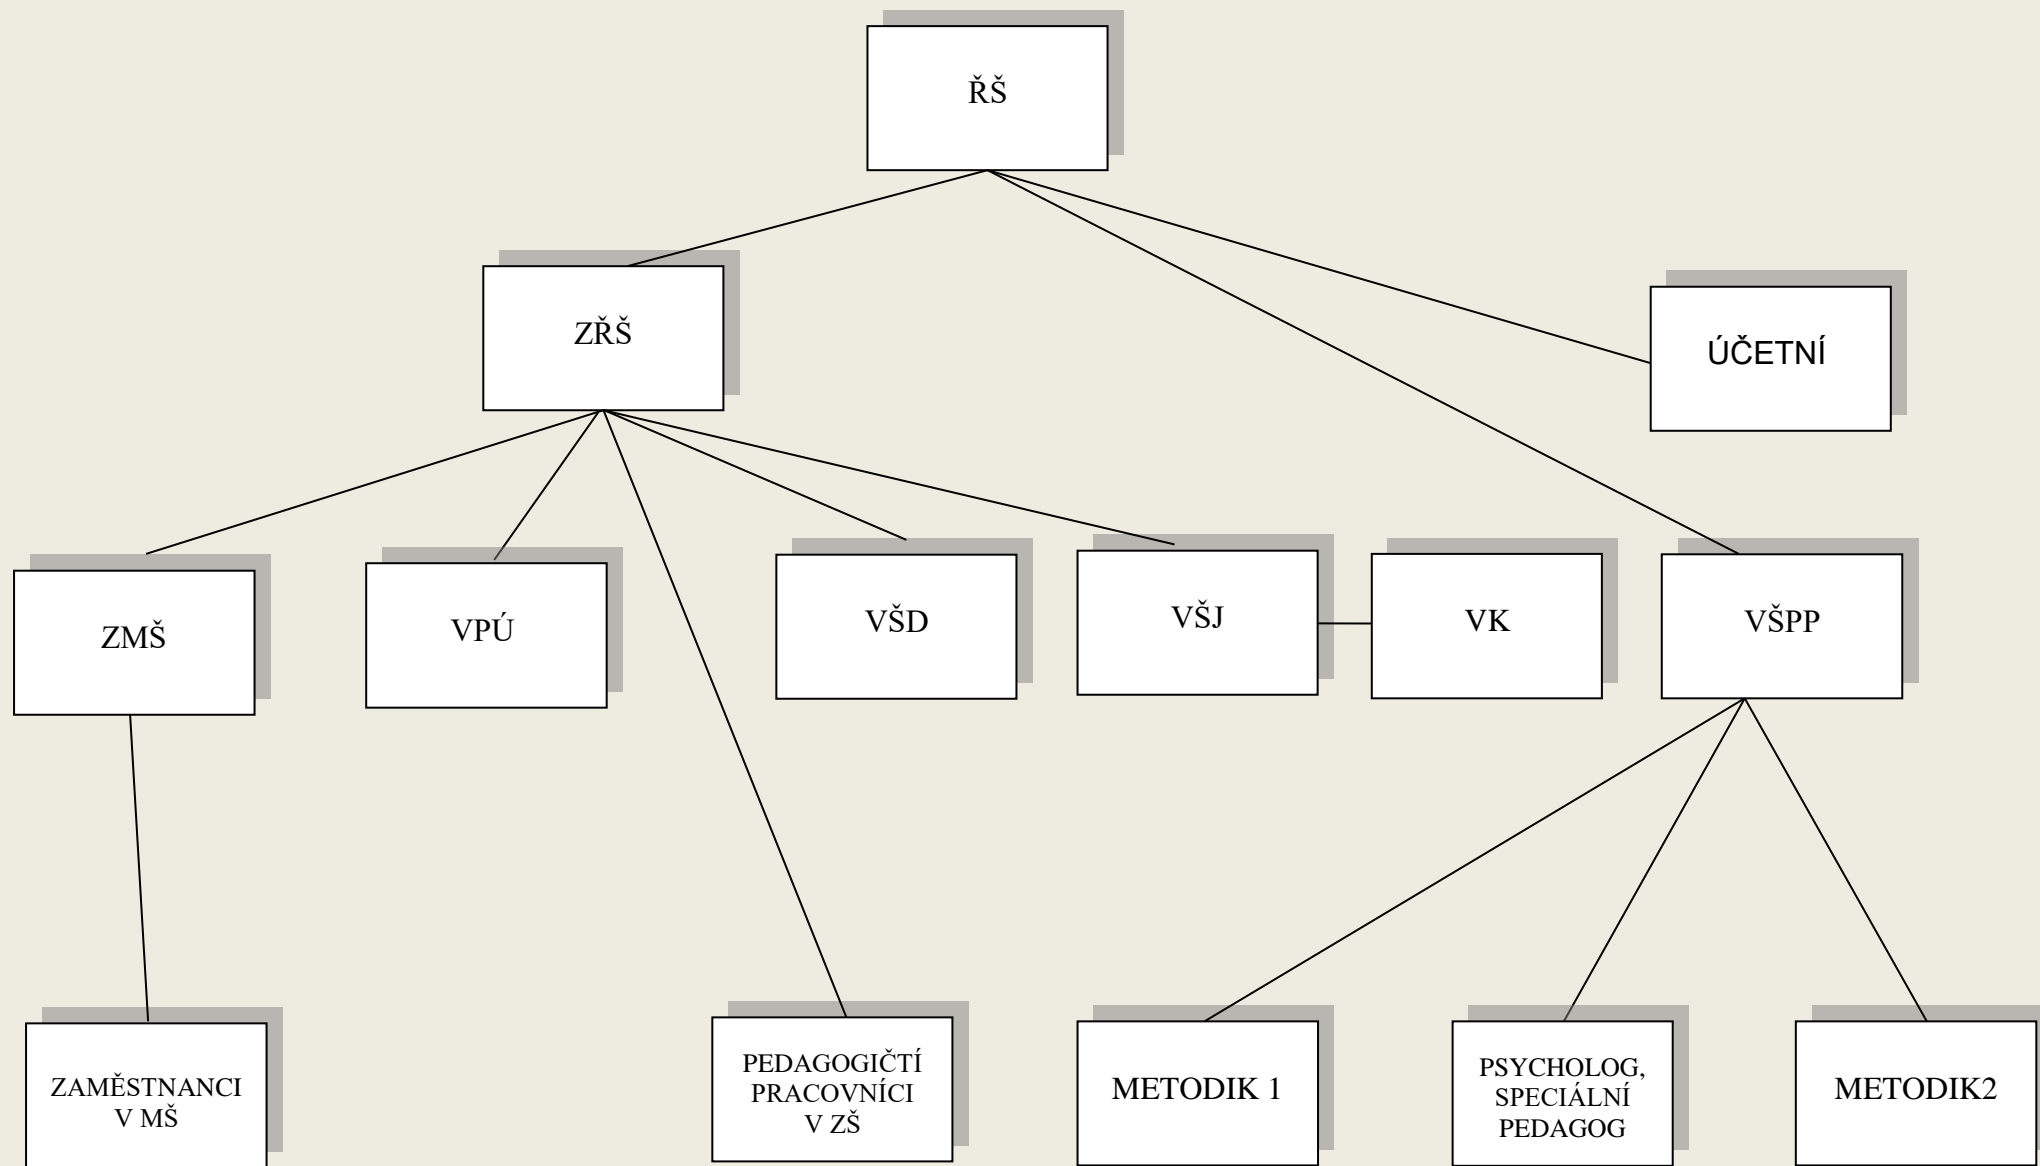 ŘŠ
ZŘŠ
ÚČETNÍ
ZMŠ
VPÚ
VŠD
VŠJ
VK
VŠPP
ZAMĚSTNANCI
V MŠ
PEDAGOGIČTÍ
PRACOVNÍCI
V ZŠ
METODIK 1
PSYCHOLOG,
SPECIÁLNÍ
PEDAGOG
METODIK2